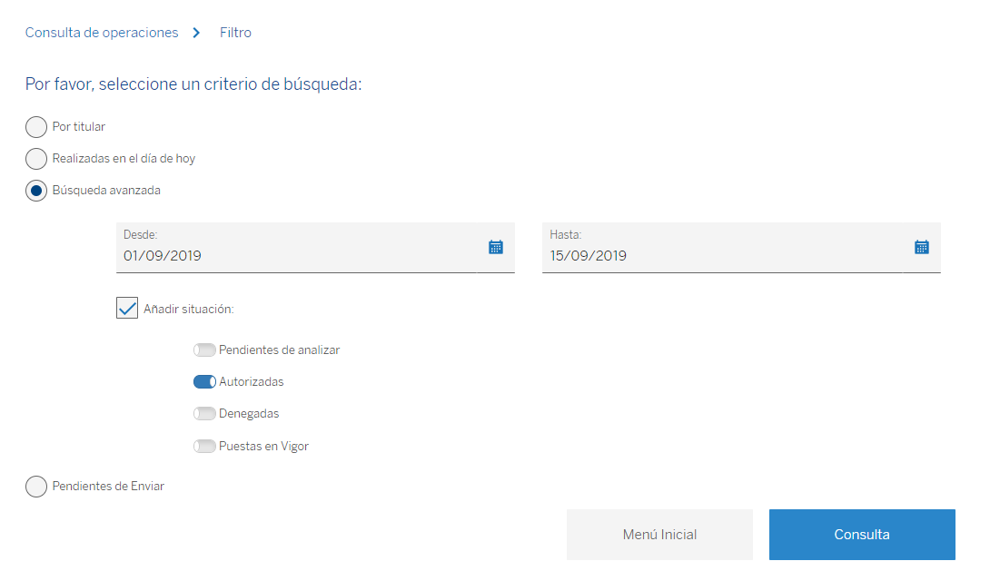 Consulta de operaciones Filtro
Por favor, seleccione un criterio de búsqueda:
Por titular
Realizadas en el día de hoy
Búsqueda avanzada
Desde: Hasta:
01/09/2019 15/09/2019
Añadir situación:
Pendientes de analizar
Autorizadas
Denegadas
Puestas en Vigor
Pendientes de Enviar
Menú Inicial Consulta